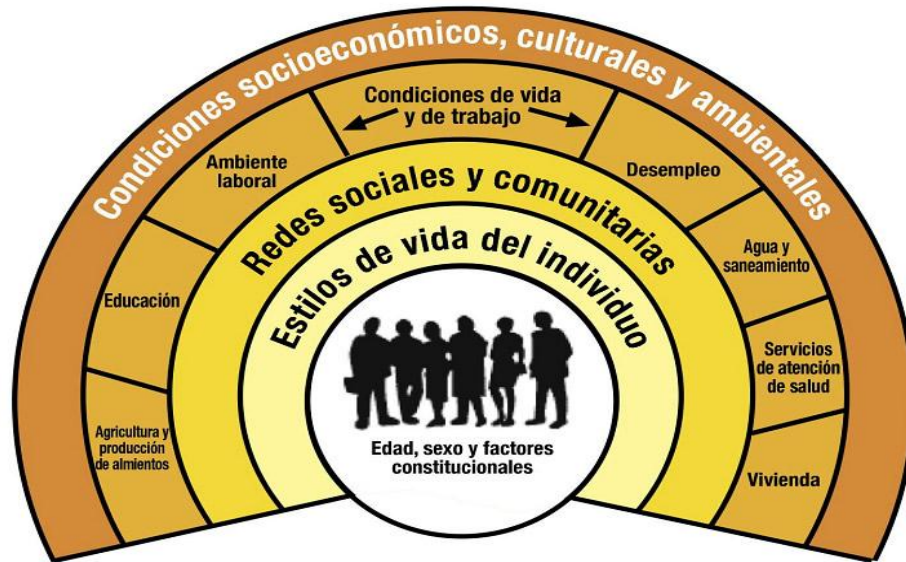 Condiciones socioeconómicos, culturales y ambientales
Condiciones de vida
y de trabajo
Ambiente
laboral
Desempleo
Redes sociales y comunitarias
Educación
Agua y
saneamiento
Estilos de vida del individuo
Servicios
de atención
de salud
Agricultura y
producción
de almientos
Edad, sexo y factores
constitucionales
Vivienda